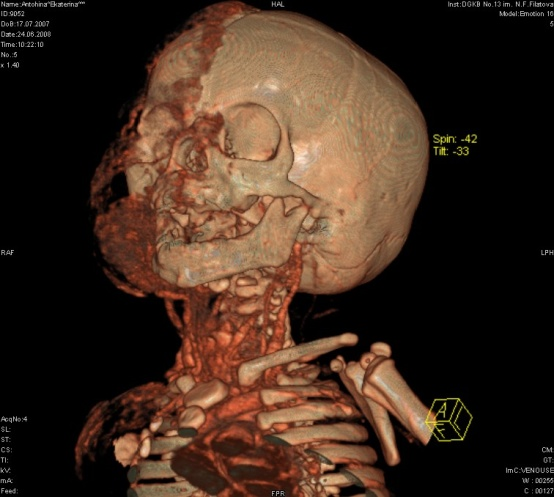 Name:Antohina^Ekaterina^^^
ID:9052
DoB:17.07.2007
Date:24.06.2008
Time:10:22:10
No.:5
x 1.40
HAL
Inst:DGKB No.13 im. N.F.Filatova
Model:Emotion 16
5
Spin: -42
Tilt: -33
RAF
LPH
A
F
AcqNo:4
SL:
ST:
CS:
TI:
kV:
mA:
Feed:
FPR
CM:
GT:
ImC:VENOUSE
W : 00255
C : 00127